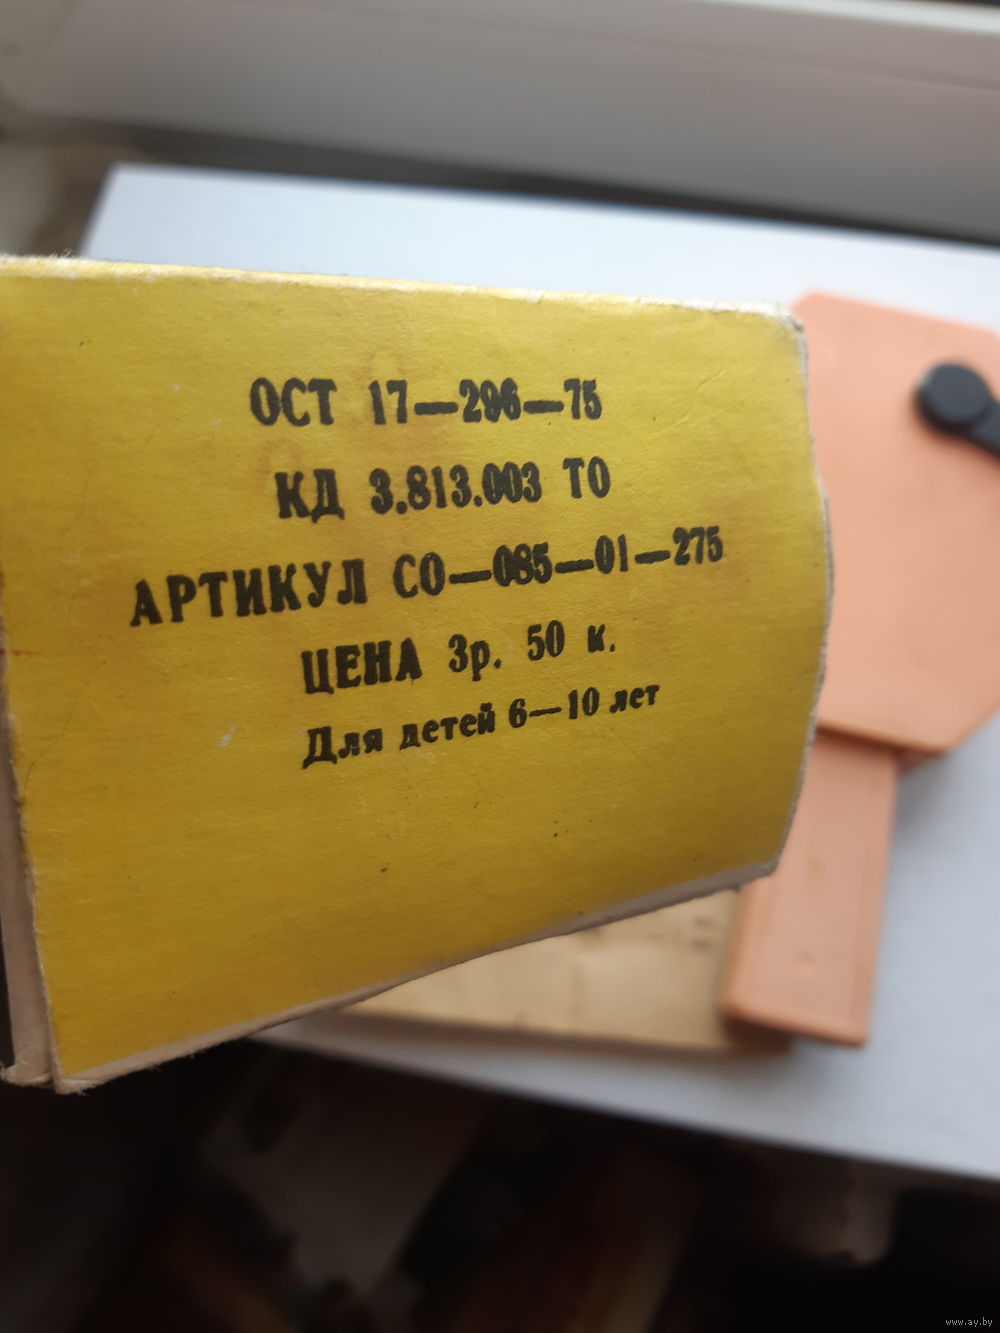 ОСТ 17—296—75
КД 3.813.003 ТО
АРТИКУЛ СО—085—01—275
ЦЕНА 3р. 50 к.
Для детей 6—10 лет
www.ay.by